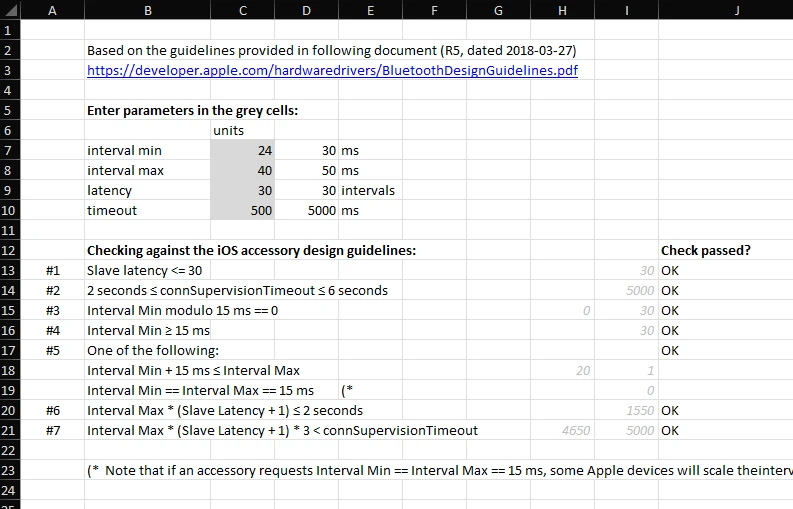 A B C D E F G H I J
1
2 Based on the guidelines provided in following document (R5, dated 2018-03-27)
3 https://developer.apple.com/hardwaredrivers/BluetoothDesignGuidelines.pdf
4
5 Enter parameters in the grey cells:
6 units
7 interval min 24 30 ms
8 interval max 40 50 ms
9 latency 30 30 intervals
10 timeout 500 5000 ms
11
12 Checking against the iOS accessory design guidelines: Check passed?
13 #1 Slave latency <= 30 30 OK
14 #2 2 seconds ≤ connSupervisionTimeout ≤ 6 seconds 5000 OK
15 #3 Interval Min modulo 15 ms == 0 0 30 OK
16 #4 Interval Min ≥ 15 ms 30 OK
17 #5 One of the following: OK
18 Interval Min + 15 ms ≤ Interval Max 20 1
19 Interval Min == Interval Max == 15 ms (* 0
20 #6 Interval Max * (Slave Latency + 1) ≤ 2 seconds 1550 OK
21 #7 Interval Max * (Slave Latency + 1) * 3 < connSupervisionTimeout 4650 5000 OK
22
23 (* Note that if an accessory requests Interval Min == Interval Max == 15 ms, some Apple devices will scale theinterv
24